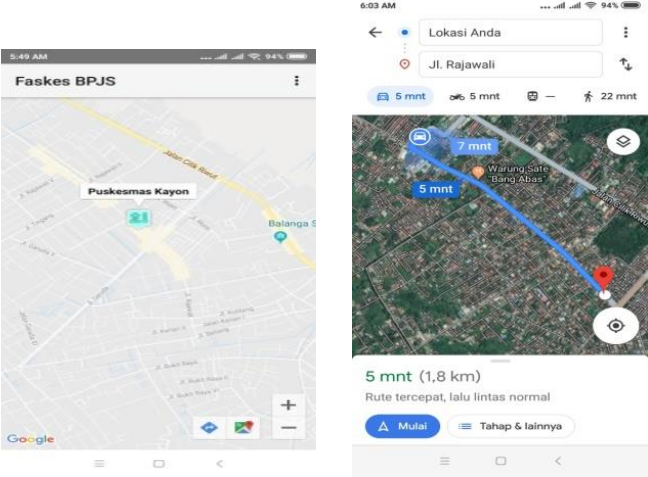 5:49 AM
94%
Faskes BPJS
Jalan Cilik Riwut
Puskesmas Kayon
Balanga S
Google
6:03 AM
94%
Lokasi Anda
Jl. Rajawali
5 mnt
5 mnt
—
22 mnt
7 mnt
Warung Sate
"Bang Abas"
5 mnt
5 mnt (1,8 km)
Rute tercepat, lalu lintas normal
Mulai
Tahap & lainnya